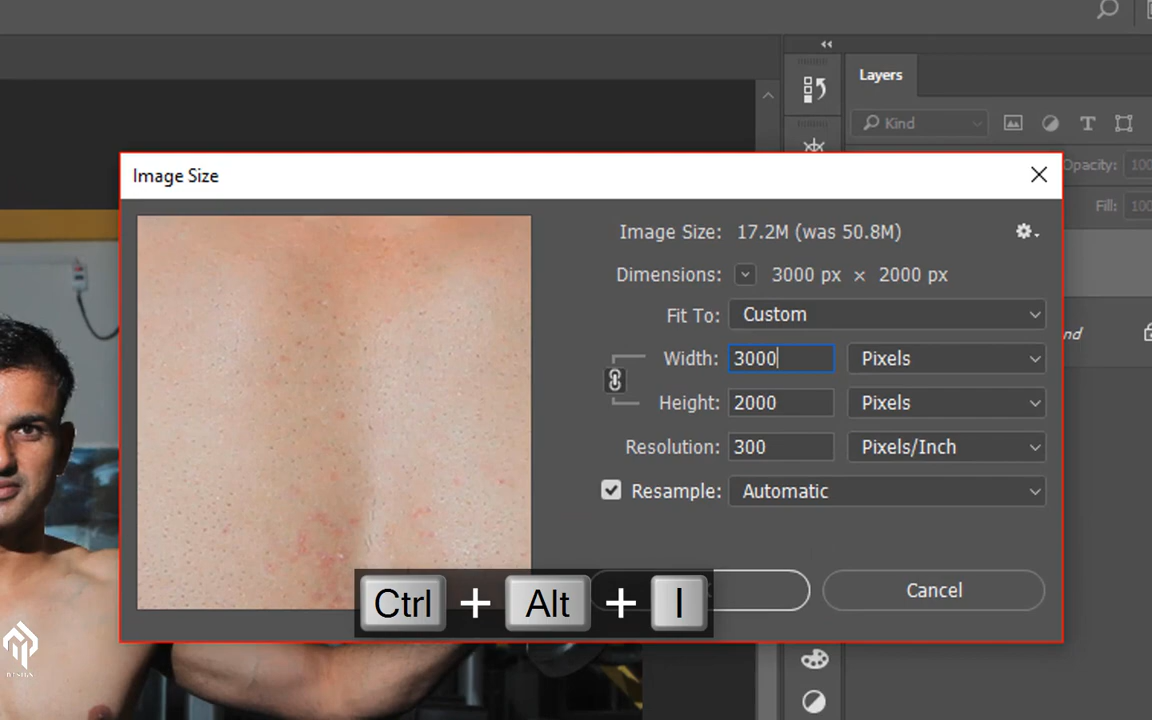 Layers
Kind
Opacity: 100
Fill: 100
Image Size
Image Size: 17.2M (was 50.8M)
Dimensions: 3000 px × 2000 px
Fit To: Custom
Width: 3000 Pixels
Height: 2000 Pixels
Resolution: 300 Pixels/Inch
Resample: Automatic
Cancel
Ctrl + Alt + I